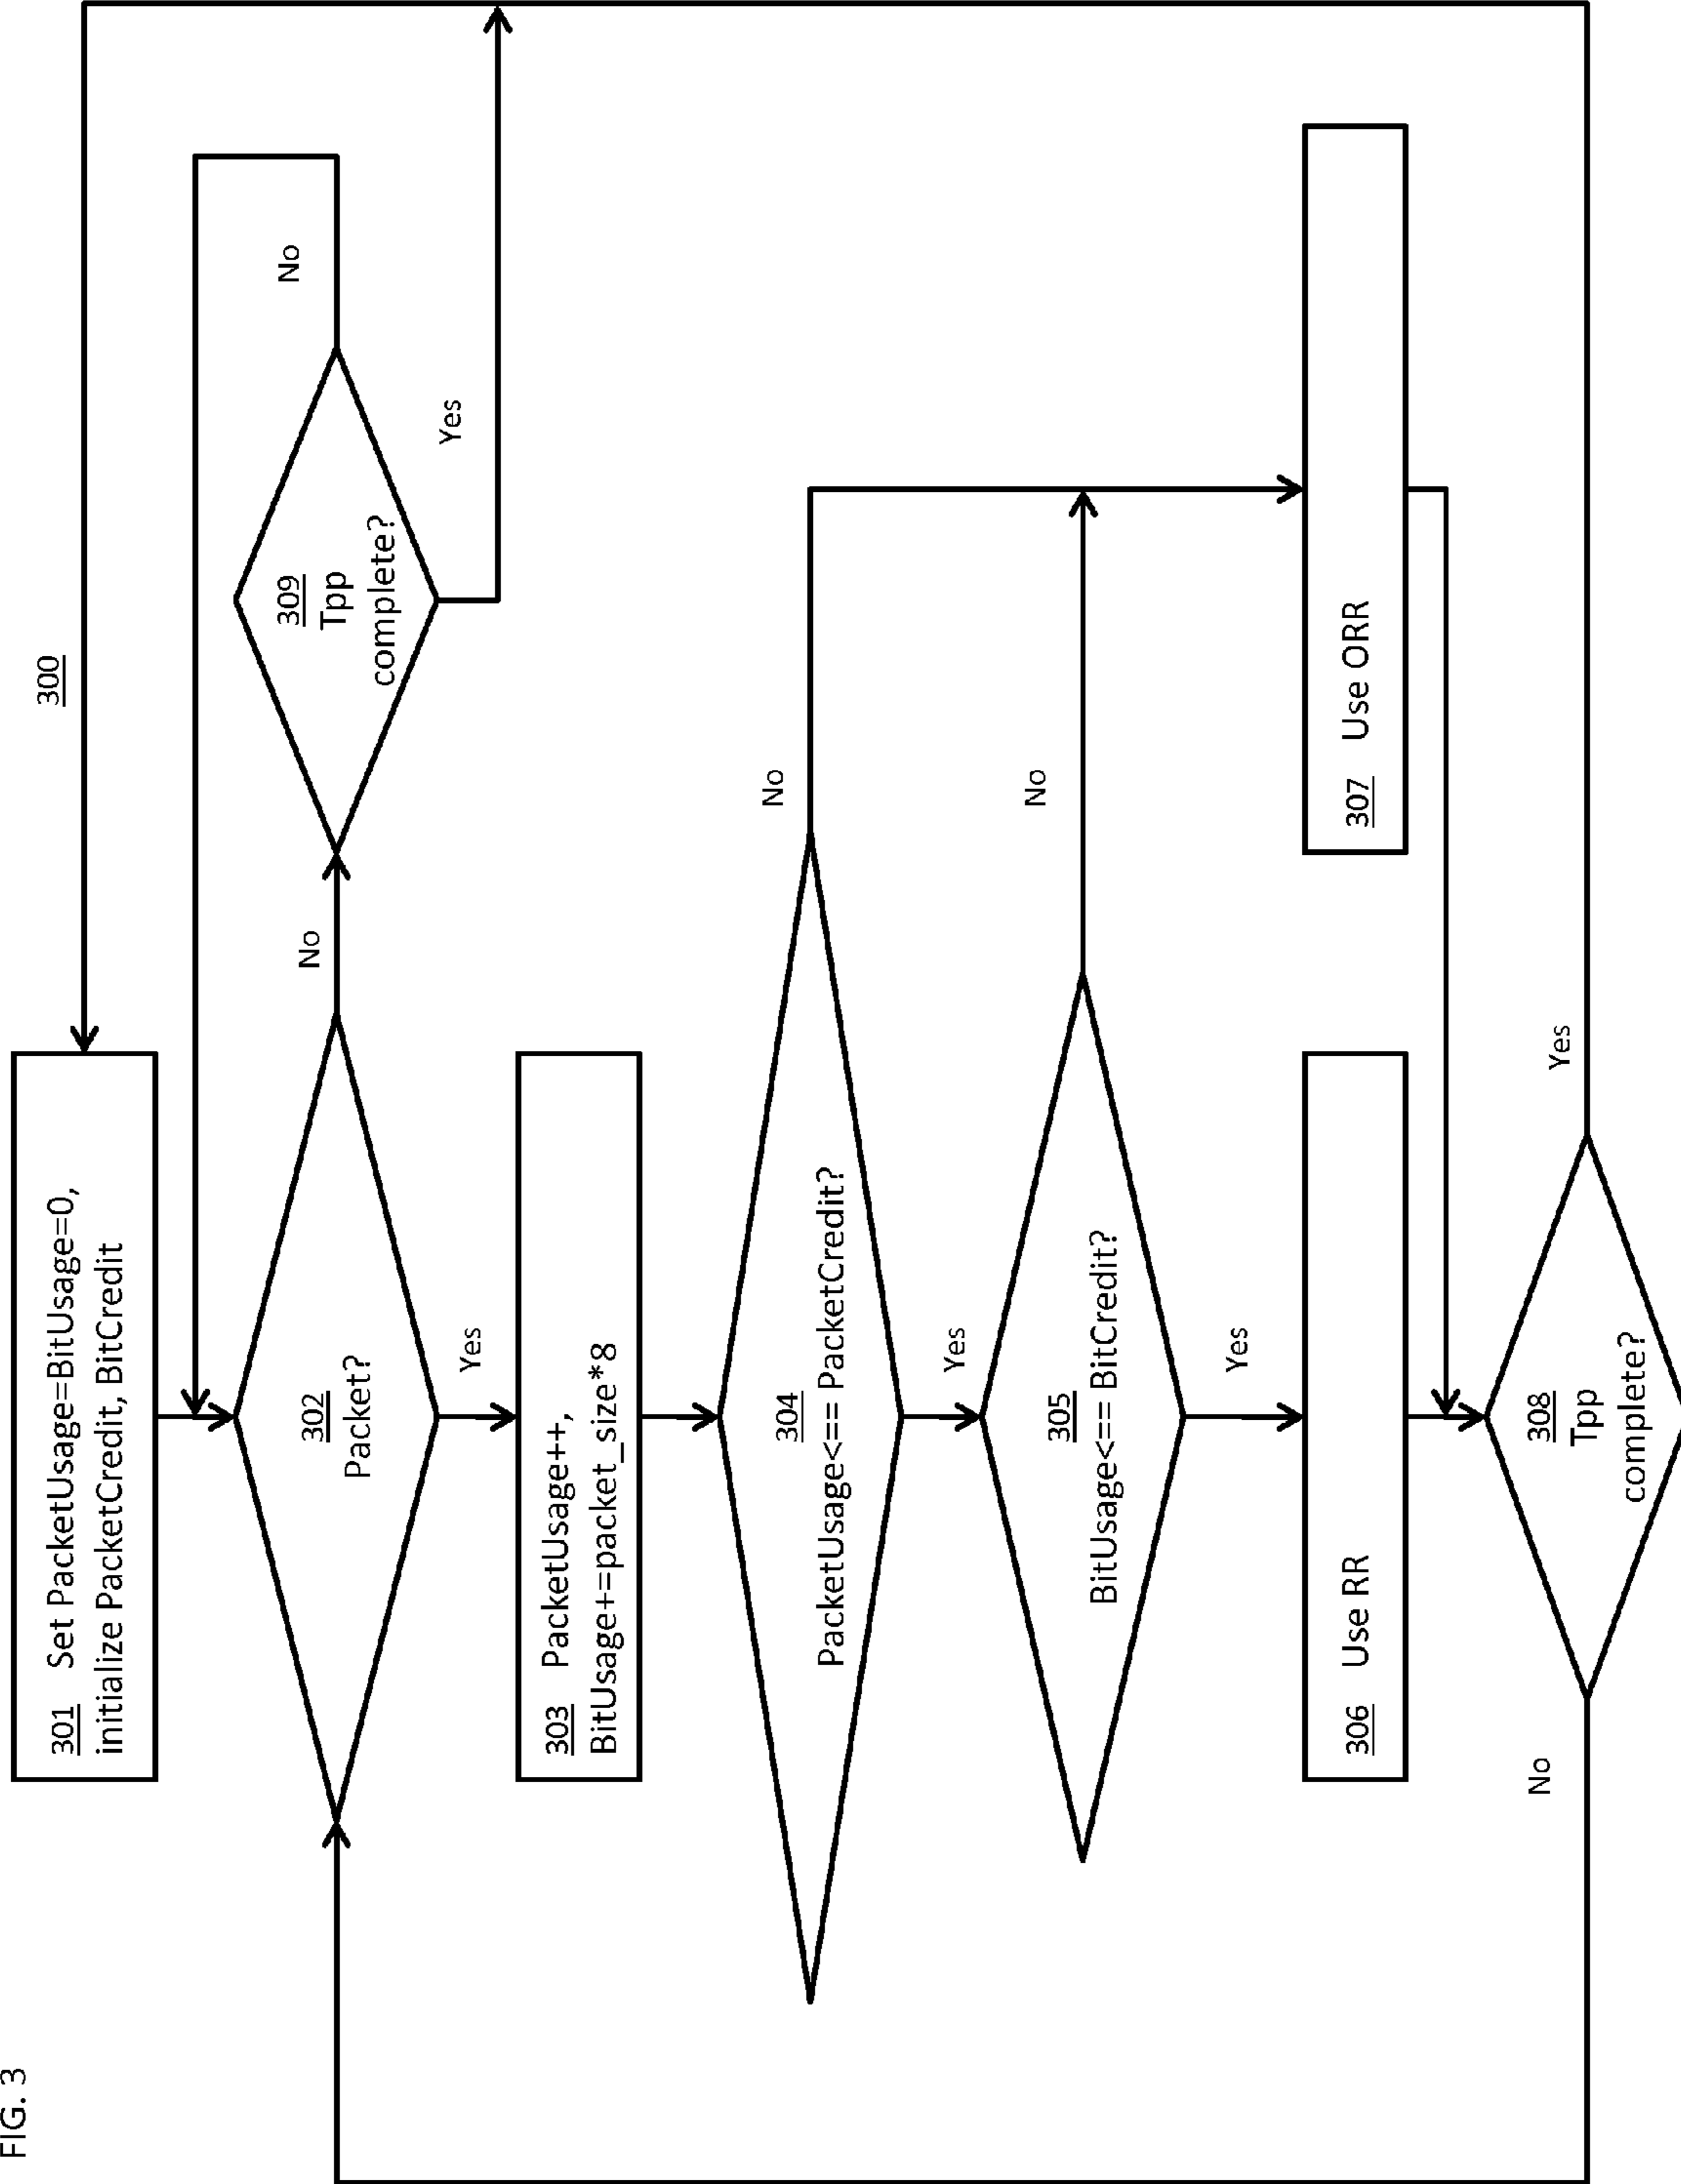 FIG. 3
300
301 Set PacketUsage=BitUsage=0,
initialize PacketCredit, BitCredit
302
Packet?
No
309
Tpp
complete?
No
Yes
Yes
303 PacketUsage++,
BitUsage+=packet_size*8
304
PacketUsage<== PacketCredit?
No
Yes
305
BitUsage<== BitCredit?
No
Yes
306 Use RR
307 Use ORR
308
Tpp
complete?
No
Yes